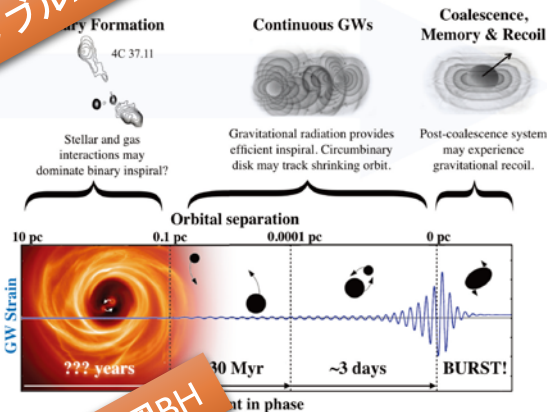 ブル
ary Formation
Continuous GWs
Coalescence,
Memory & Recoil
4C 37.11
Stellar and gas
interactions may
dominate binary inspiral?
Gravitational radiation provides
efficient inspiral. Circumbinary
disk may track shrinking orbit.
Post-coalescence system
may experience
gravitational recoil.
Orbital separation
10 pc
0.1 pc
0.0001 pc
0 pc
GW Strain
??? years
30 Myr
~3 days
BURST!
BH
nt in phase